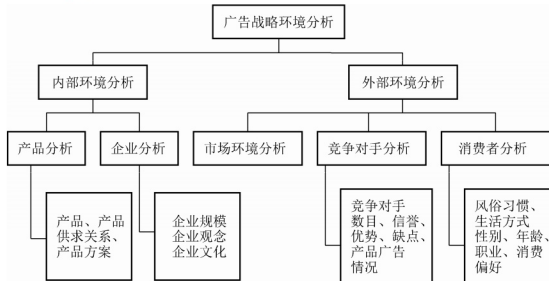 广告战略环境分析
内部环境分析
外部环境分析
产品分析
企业分析
市场环境分析
竞争对手分析
消费者分析
产品、产品
供求关系、
产品方案
企业规模
企业观念
企业文化
竞争对手
数目、信誉、
优势、缺点、
产品广告
情况
风俗习惯、
生活方式
性别、年龄、
职业、消费
偏好